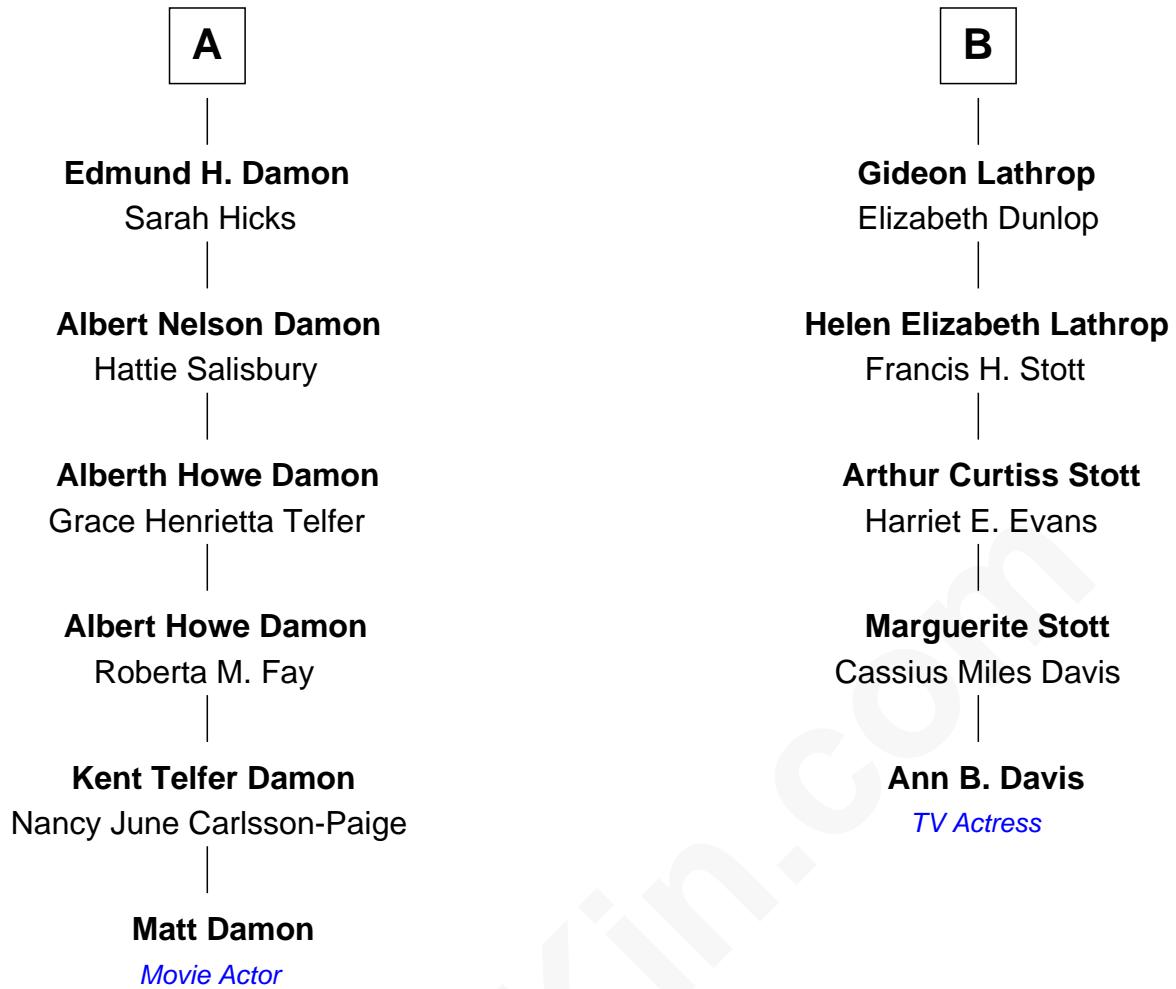 A
Edmund H. Damon
Sarah Hicks
Albert Nelson Damon
Hattie Salisbury
Alberth Howe Damon
Grace Henrietta Telfer
Albert Howe Damon
Roberta M. Fay
Kent Telfer Damon
Nancy June Carlsson-Paige
Matt Damon
Movie Actor
B
Gideon Lathrop
Elizabeth Dunlop
Helen Elizabeth Lathrop
Francis H. Stott
Arthur Curtiss Stott
Harriet E. Evans
Marguerite Stott
Cassius Miles Davis
Ann B. Davis
TV Actress
Kin.com